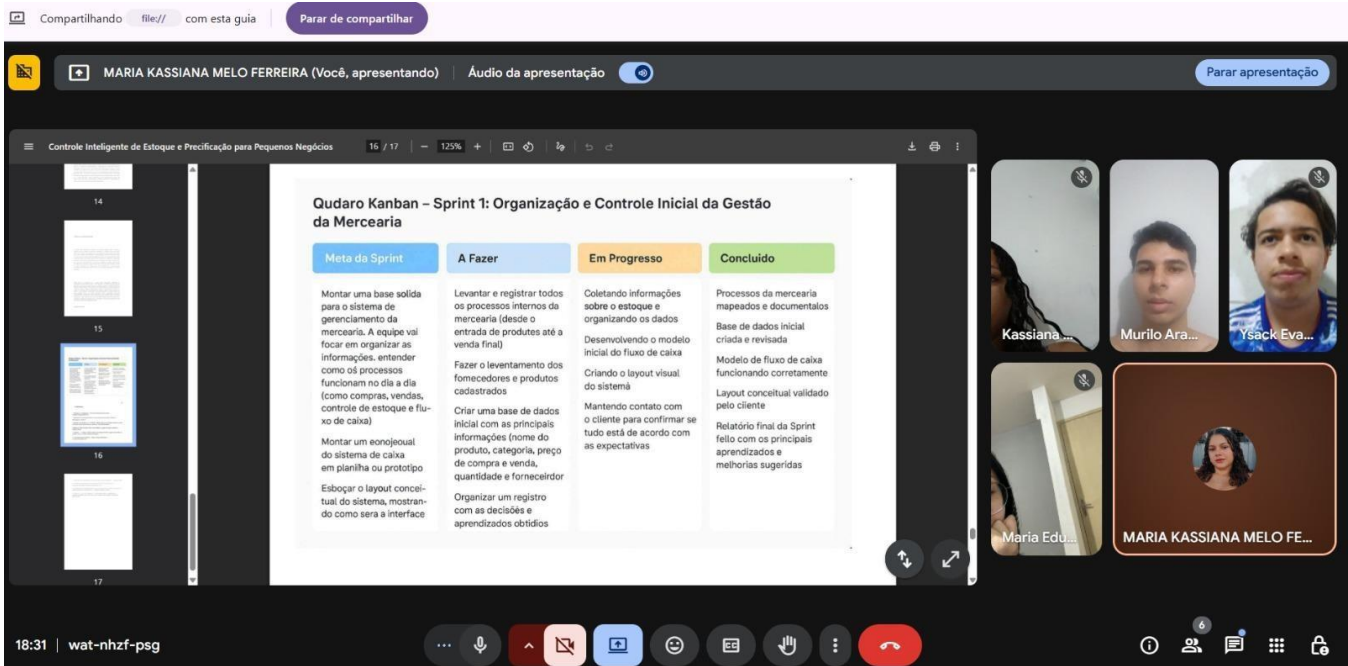 Compartilhando file:// com esta guia Parar de compartilhar
MARIA KASSIANA MELO FERREIRA (Você, apresentando) Áudio da apresentação Parar apresentação
Controle Inteligente de Estoque e Precificação para Pequenos Negócios 16 / 17 125%
14
15
16
17
Qudaro Kanban – Sprint 1: Organização e Controle Inicial da Gestão
da Mercearia
Meta da Sprint
Montar uma base solida
para o sistema de
gerenciamento da
mercearia. A equipe vai
focar em organizar as
informações. entender
como oś processos
funcionam no dia a dia
(como compras, vendas,
controle de estoque e flu-
xo de caixa)
Montar um eonojeoual
do sistema de caixa
em planilha ou prototipo
Esboçar o layout concei-
tual do sistema, mostran-
do como sera a interface
A Fazer
Levantar e registrar todos
os processos internos da
mercearia (desde o
entrada de produtes até a
venda final)
Fazer o levantamento dos
fomecedores e produtos
cadastrados
Criar uma base de dados
inicial com as principais
informações (nome do
produto, categoria, preço
de compra e venda,
quantidade e forneceirdor
Organizar um registro
com as decisões e
aprendizados obtidios
Em Progresso
Coletando informações
sobre o estoque e
organizando os dados
Desenvolvendo o modelo
inicial do fluxo de caixa
Criando o layout visual
do sistemà
Mantendo contato com
o cliente para confirmar se
tudo está de acordo com
as expectativas
Concluido
Processos da mercearia
mapeados e documentalos
Base de dados inicial
criada e revisada
Modelo de fluxo de caixa
funcionando corretamente
Layout conceitual validado
pelo cliente
Relatório final da Sprint
fello com os principais
aprendizados e
melhorias sugeridas
Kassiana ...
Murilo Ara...
Ysack Eva...
Maria Edu...
MARIA KASSIANA MELO FE...
18:31 | wat-nhzf-psg
6